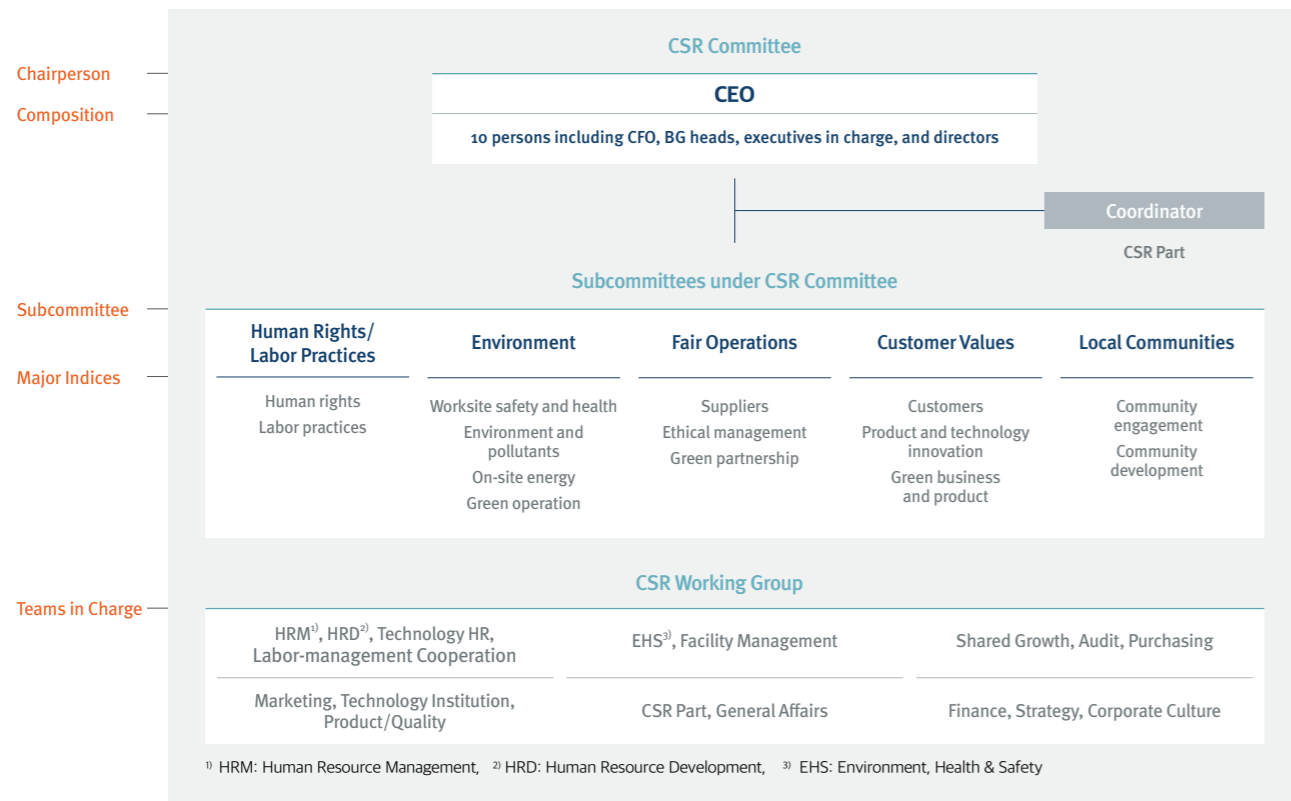 CSR Committee
Chairperson
CEO
Composition
10 persons including CFO, BG heads, executives in charge, and directors
Coordinator
CSR Part
Subcommittees under CSR Committee
Subcommittee
Human Rights/
Labor Practices
Environment
Fair Operations
Customer Values
Local Communities
Major Indices
Human rights
Labor practices
Worksite safety and health
Environment and
pollutants
On-site energy
Green operation
Suppliers
Ethical management
Green partnership
Customers
Product and technology
innovation
Green business
and product
Community
engagement
Community
development
CSR Working Group
Teams in Charge
HRM1), HRD2), Technology HR,
Labor-management Cooperation
EHS3), Facility Management
Shared Growth, Audit, Purchasing
Marketing, Technology Institution,
Product/Quality
CSR Part, General Affairs
Finance, Strategy, Corporate Culture
1) HRM: Human Resource Management, 2) HRD: Human Resource Development, 3) EHS: Environment, Health & Safety